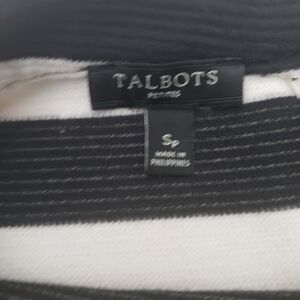 TALBOTS
PETITES
SP
MADE IN
PHILIPPINES